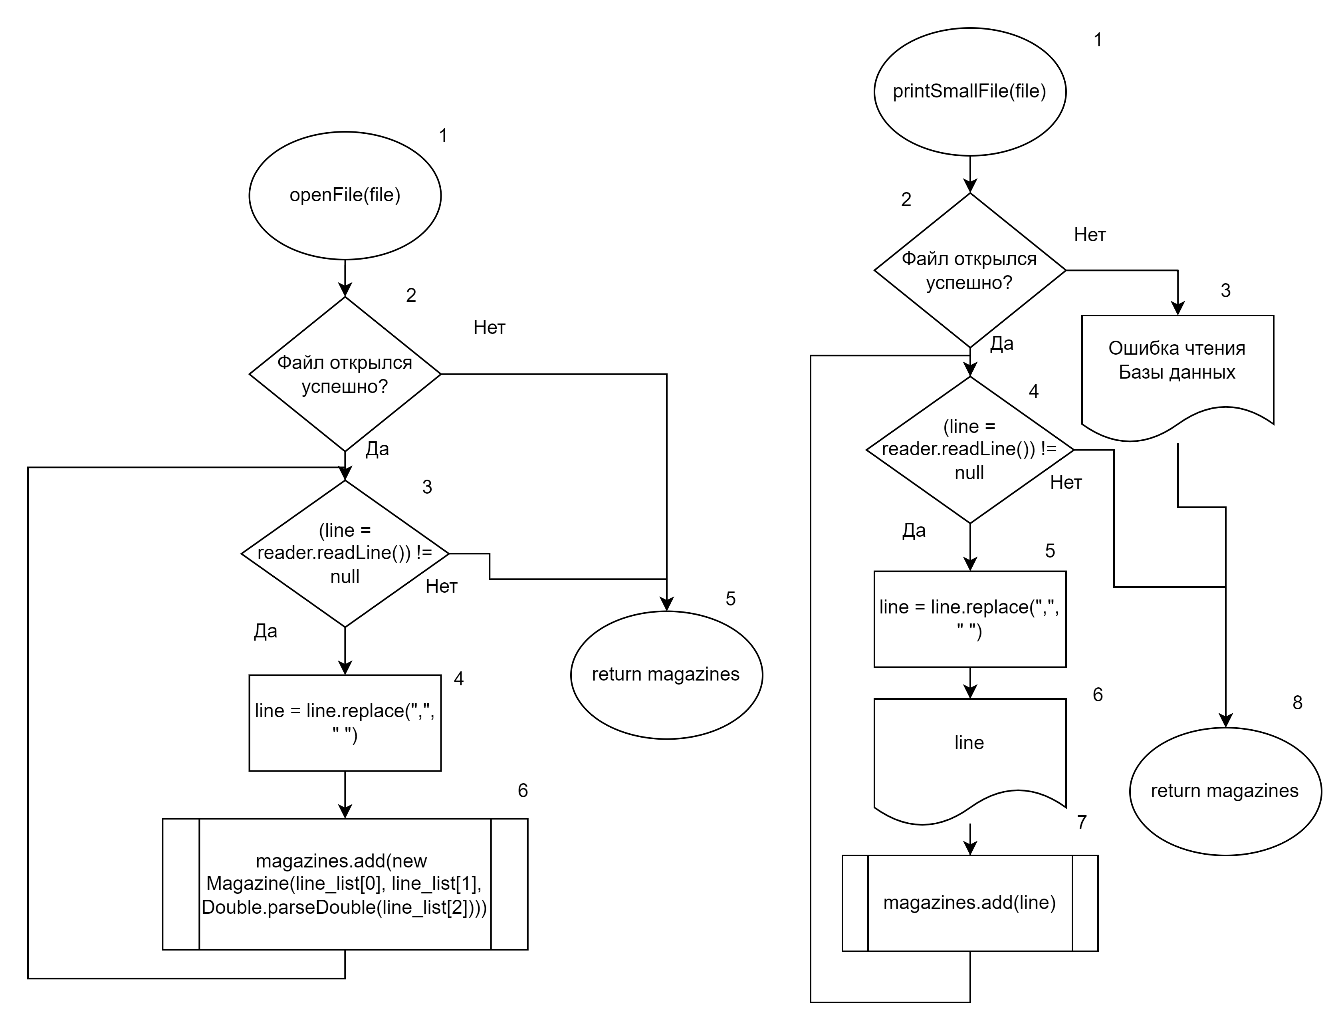 1
openFile(file)
2
Файл открылся
успешно?
Нет
Да
3
(line =
reader.readLine()) !=
null
Нет
Да
4
line = line.replace(",",
" ")
5
return magazines
6
magazines.add(new
Magazine(line_list[0], line_list[1],
Double.parseDouble(line_list[2])))
1
printSmallFile(file)
2
Файл открылся
успешно?
Нет
Да
3
Ошибка чтения
Базы данных
4
(line =
reader.readLine()) !=
null
Нет
Да
5
line = line.replace(",",
" ")
6
line
7
magazines.add(line)
8
return magazines